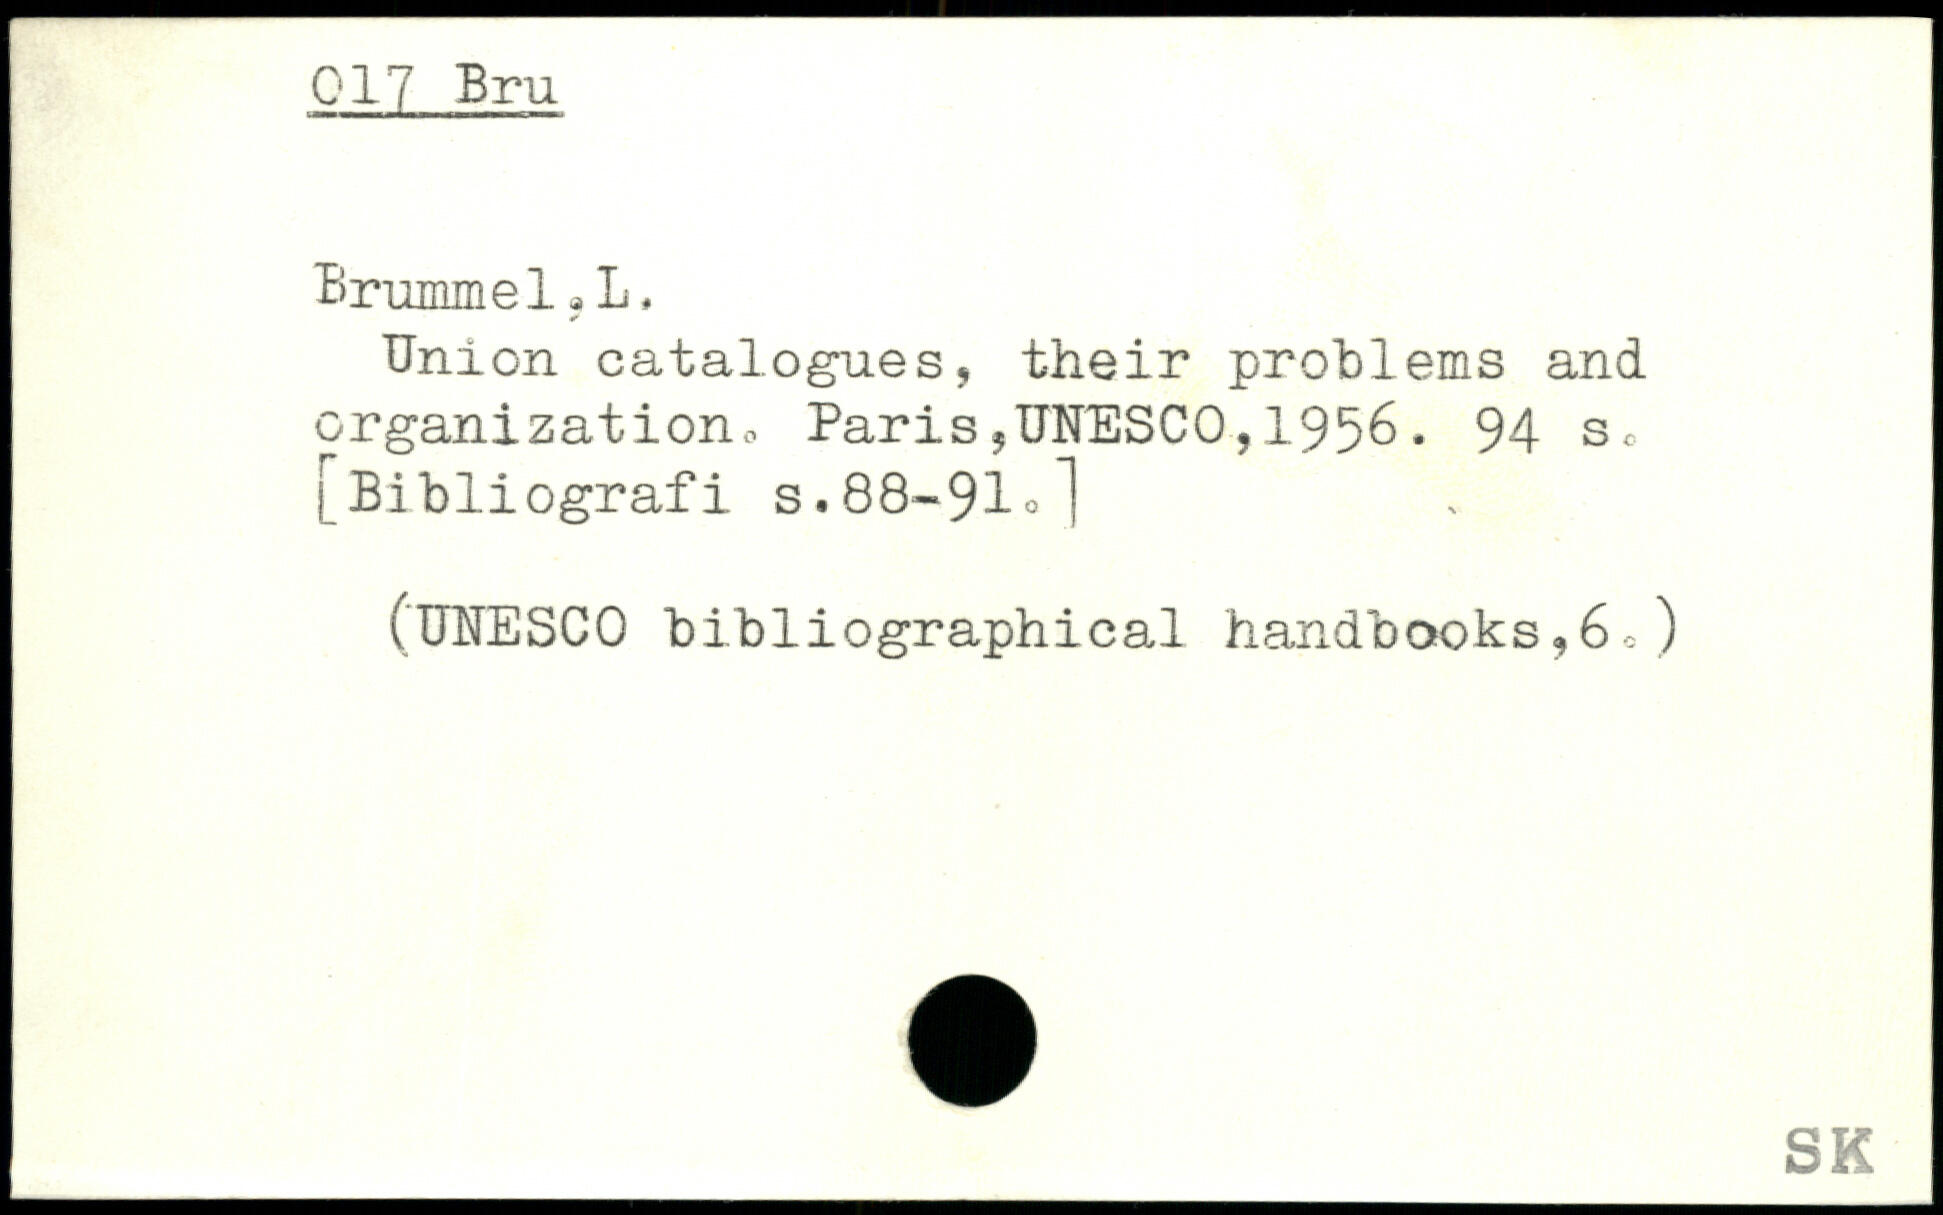 017 Bru
Brummel,L.
Union catalogues, their problems and
organization. Paris,UNESCO,1956. 94 s.
[Bibliografi s.88-91.]
(UNESCO bibliographical handbooks,6.)
SK